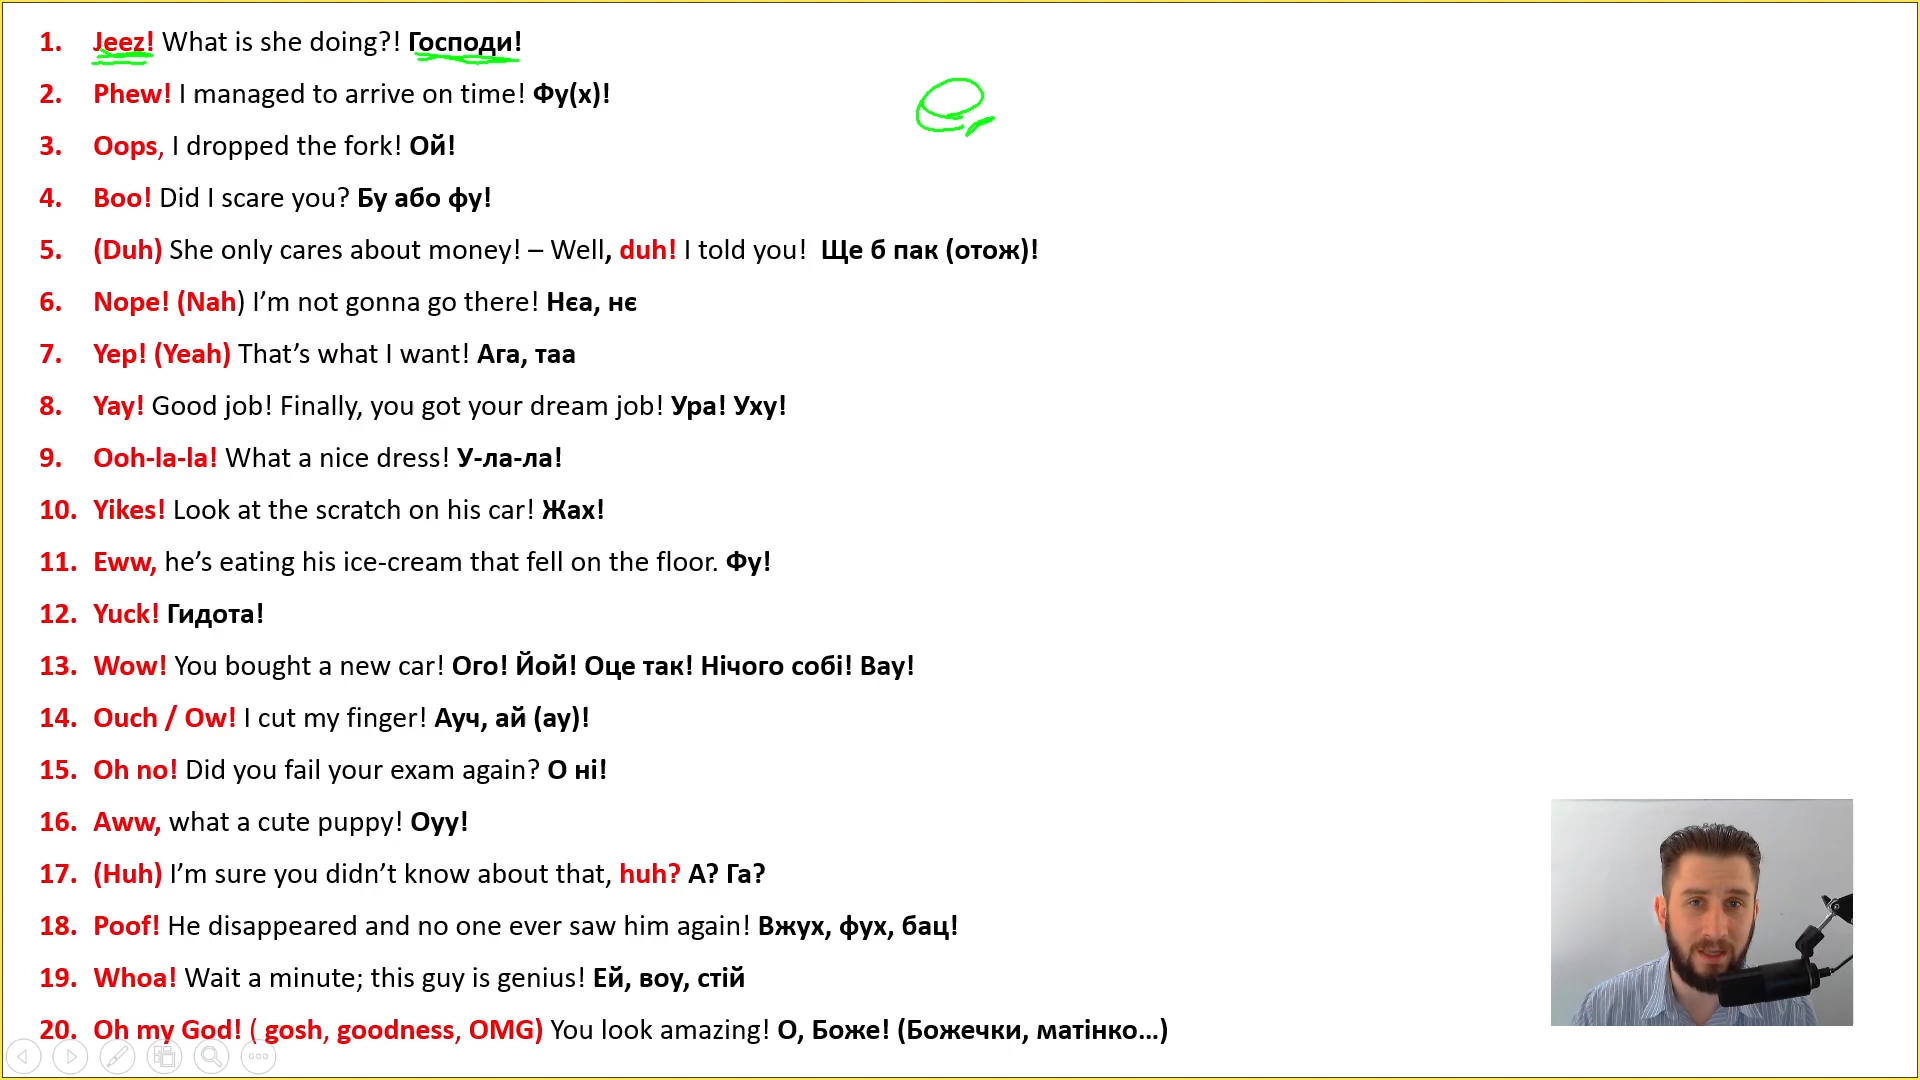 1. Jeez! What is she doing?! Господи!
2. Phew! I managed to arrive on time! Фу(х)!
3. Oops, I dropped the fork! Ой!
4. Boo! Did I scare you? Бу або фу!
5. (Duh) She only cares about money! – Well, duh! I told you! Ще б пак (отож)!
6. Nope! (Nah) I’m not gonna go there! Нєа, нє
7. Yep! (Yeah) That’s what I want! Ага, таа
8. Yay! Good job! Finally, you got your dream job! Ура! Уху!
9. Ooh-la-la! What a nice dress! У-ла-ла!
10. Yikes! Look at the scratch on his car! Жах!
11. Eww, he’s eating his ice-cream that fell on the floor. Фу!
12. Yuck! Гидота!
13. Wow! You bought a new car! Ого! Йой! Оце так! Нічого собі! Вау!
14. Ouch / Ow! I cut my finger! Ауч, ай (ау)!
15. Oh no! Did you fail your exam again? О ні!
16. Aww, what a cute puppy! Оуу!
17. (Huh) I’m sure you didn’t know about that, huh? А? Га?
18. Poof! He disappeared and no one ever saw him again! Вжух, фух, бац!
19. Whoa! Wait a minute; this guy is genius! Ей, воу, стій
20. Oh my God! ( gosh, goodness, OMG) You look amazing! О, Боже! (Божечки, матінко…)